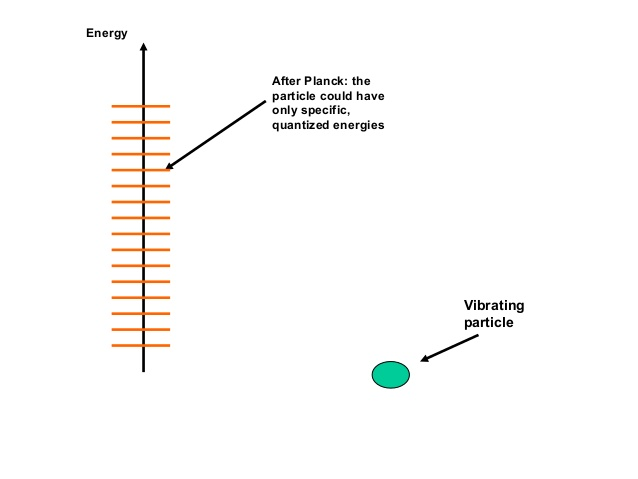 Energy
After Planck: the
particle could have
only specific,
quantized energies
Vibrating
particle